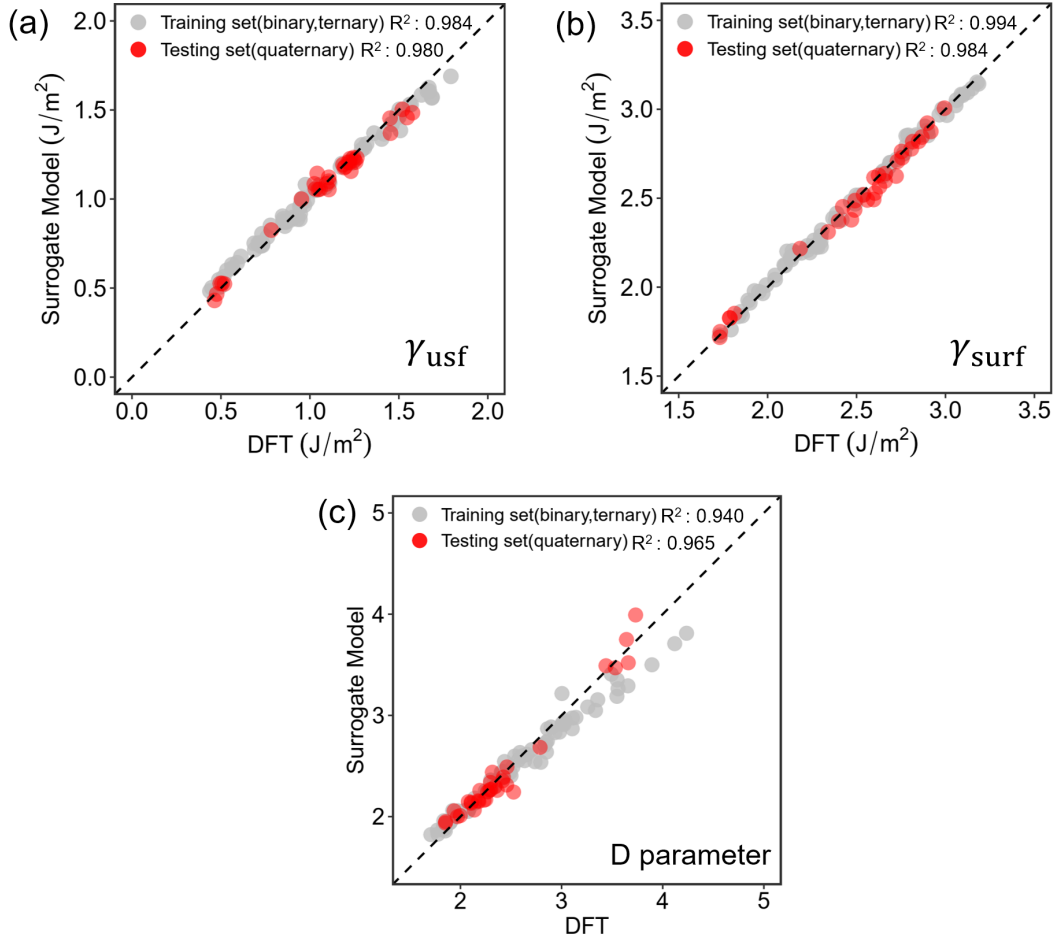 (a)
Training set(binary,ternary) R²: 0.984
Testing set(quaternary) R²: 0.980
Surrogate Model (J/m²)
2.0
1.5
1.0
0.5
0.0
γusf
0.0 0.5 1.0 1.5 2.0
DFT (J/m²)
(b)
Training set(binary,ternary) R²: 0.994
Testing set(quaternary) R²: 0.984
Surrogate Model (J/m²)
3.5
3.0
2.5
2.0
1.5
γsurf
1.5 2.0 2.5 3.0 3.5
DFT (J/m²)
(c)
Training set(binary,ternary) R²: 0.940
Testing set(quaternary) R²: 0.965
Surrogate Model
5
4
3
2
D parameter
2 3 4 5
DFT